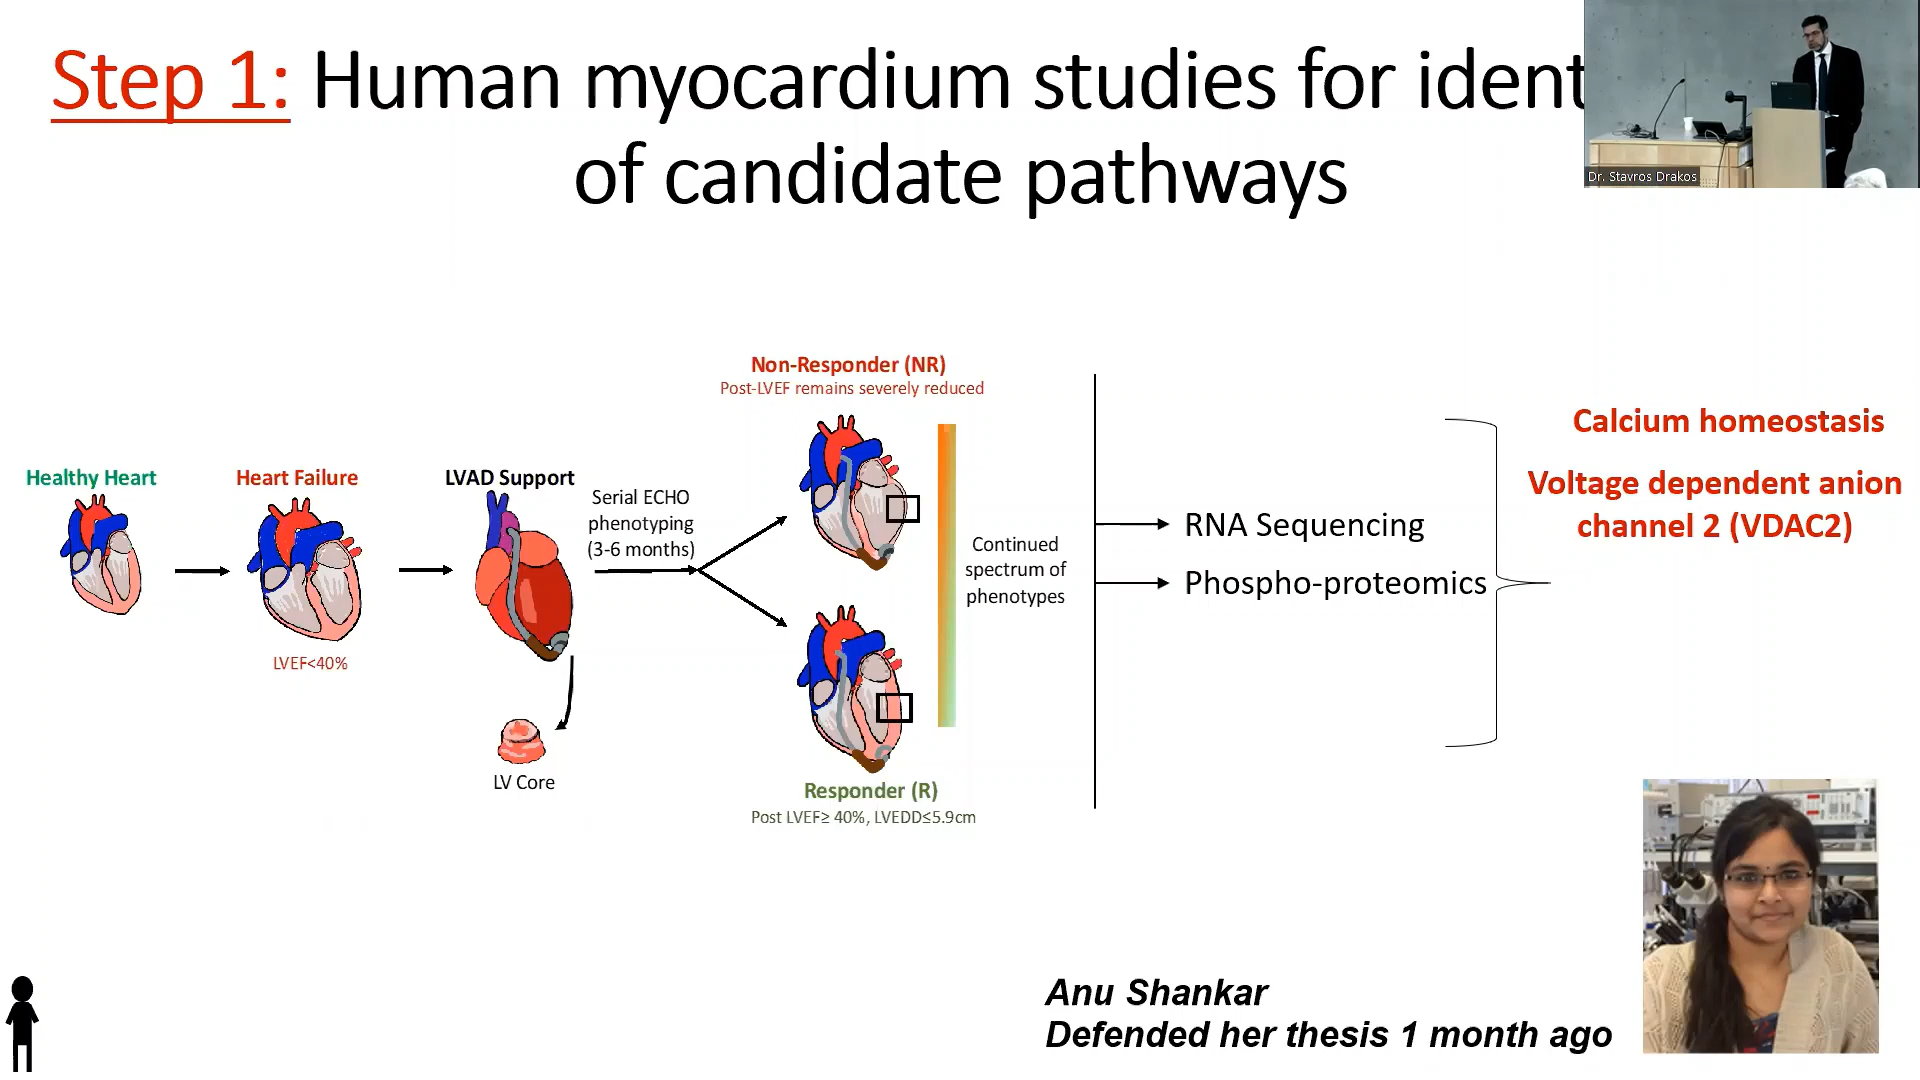 Step 1: Human myocardium studies for ident
of candidate pathways
Dr. Stavros Drakos
Healthy Heart
Heart Failure
LVEF<40%
LVAD Support
LV Core
Serial ECHO
phenotyping
(3-6 months)
Non-Responder (NR)
Post-LVEF remains severely reduced
Continued
spectrum of
phenotypes
Responder (R)
Post LVEF≥ 40%, LVEDD≤5.9cm
RNA Sequencing
Phospho-proteomics
Calcium homeostasis
Voltage dependent anion
channel 2 (VDAC2)
Anu Shankar
Defended her thesis 1 month ago